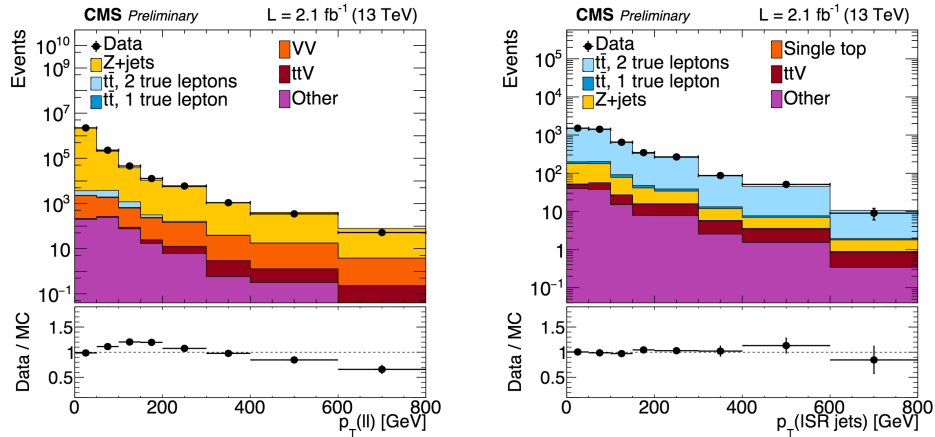 CMS Preliminary L = 2.1 fb⁻¹ (13 TeV)
Events
10¹⁰
10⁹
10⁷
10⁵
10³
10
10⁻¹
Data
Z+jets
tt̄, 2 true leptons
tt̄, 1 true lepton
VV
ttV
Other
Data / MC
1.5
1
0.5
0 200 400 600 800
p_T(ll) [GeV]
CMS Preliminary L = 2.1 fb⁻¹ (13 TeV)
Events
10⁵
10⁴
10³
10²
10
1
10⁻¹
Data
tt̄, 2 true leptons
tt̄, 1 true lepton
Z+jets
Single top
ttV
Other
Data / MC
1.5
1
0.5
0 200 400 600 800
p_T(ISR jets) [GeV]